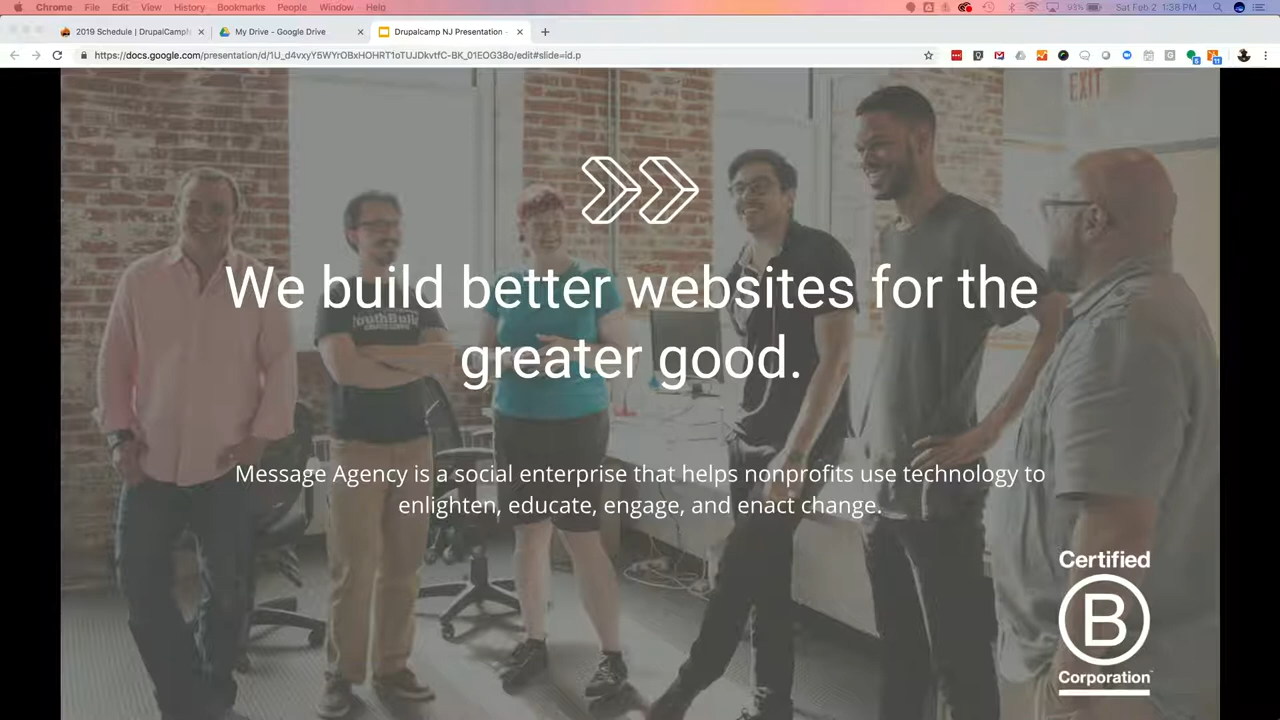 Chrome File Edit View History Bookmarks People Window Help 93% Sat Feb 2 1:38 PM
2019 Schedule | DrupalCamp My Drive - Google Drive Drupalcamp NJ Presentation -
https://docs.google.com/presentation/d/1U_d4vxyY5WYrOBxHOHRT1oTUJDkvtfC-BK_01EOG38o/edit#slide=id.p
EXIT
We build better websites for the
greater good.
YouthBuild
Message Agency is a social enterprise that helps nonprofits use technology to
enlighten, educate, engage, and enact change.
Certified
B
Corporation